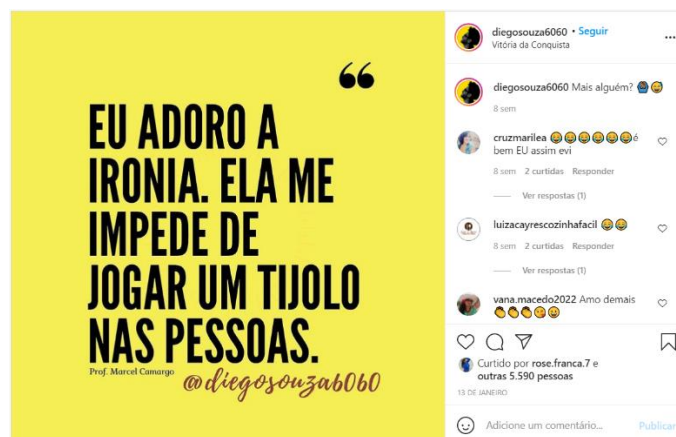 “
EU ADORO A
IRONIA. ELA ME
IMPEDE DE
JOGAR UM TIJOLO
NAS PESSOAS.
Prof. Marcel Camargo
@diegosouza6060
diegosouza6060 • Seguir
Vitória da Conquista
diegosouza6060 Mais alguém? 🙆🏿‍♂️😅
8 sem
cruzmarilea 😂😂😂😂😂😂é
bem EU assim evi
8 sem 2 curtidas Responder
Ver respostas (1)
luizacayrescozinhafacil 😂😂
8 sem 2 curtidas Responder
Ver respostas (1)
vana.macedo2022 Amo demais
👏👏👏😋😛
Curtido por rose.franca.7 e
outras 5.590 pessoas
13 DE JANEIRO
Adicione um comentário...
Publicar